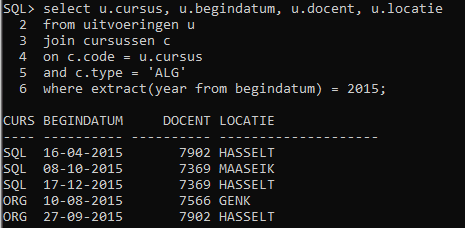 SQL> select u.cursus, u.begindatum, u.docent, u.locatie
  2  from uitvoeringen u
  3  join cursussen c
  4  on c.code = u.cursus
  5  and c.type = 'ALG'
  6  where extract(year from begindatum) = 2015;

CURS BEGINDATUM     DOCENT LOCATIE
---- ---------- ---------- --------------------
SQL  16-04-2015       7902 HASSELT
SQL  08-10-2015       7369 MAASEIK
SQL  17-12-2015       7369 HASSELT
ORG  10-08-2015       7566 GENK
ORG  27-09-2015       7902 HASSELT